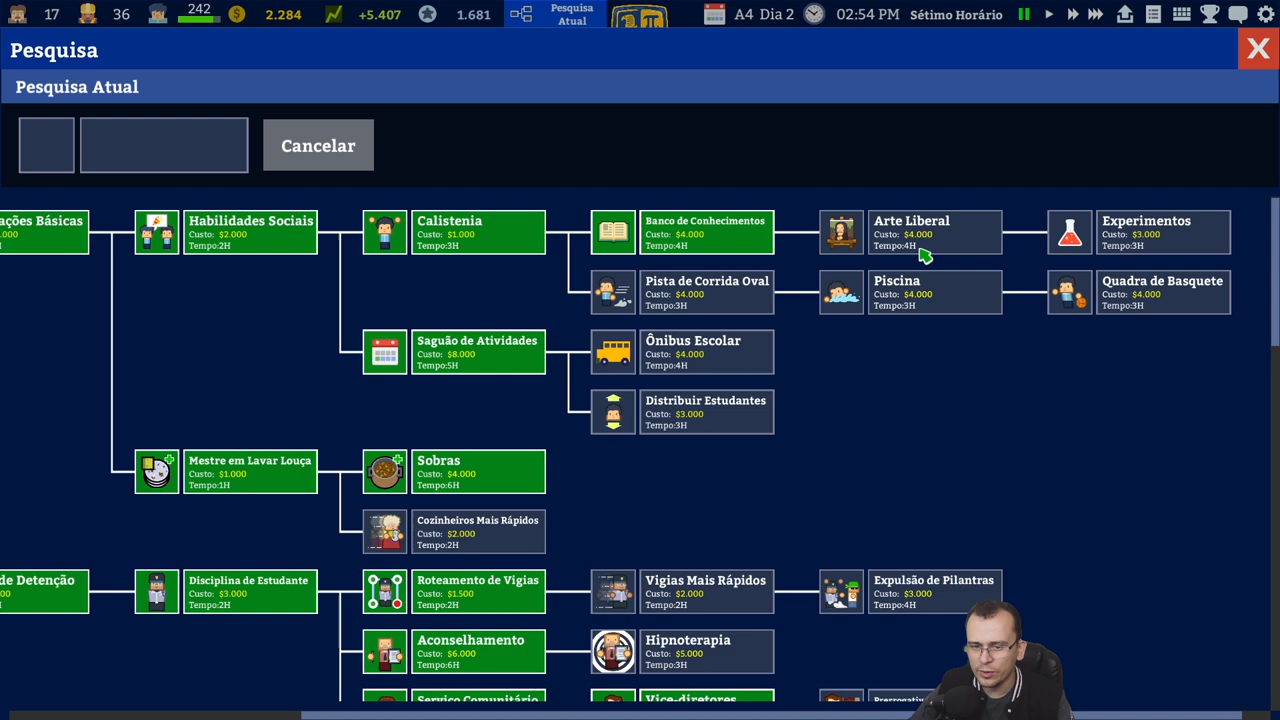 17 36 242 2.284 +5.407 1.681 Pesquisa Atual A4 Dia 2 02:54 PM Sétimo Horário
Pesquisa
Pesquisa Atual
Cancelar
ações Básicas
.000
H
Habilidades Sociais
Custo: $2.000
Tempo:2H
Calistenia
Custo: $1.000
Tempo:3H
Banco de Conhecimentos
Custo: $4.000
Tempo:4H
Arte Liberal
Custo: $4.000
Tempo:4H
Experimentos
Custo: $3.000
Tempo:3H
Pista de Corrida Oval
Custo: $4.000
Tempo:3H
Piscina
Custo: $4.000
Tempo:3H
Quadra de Basquete
Custo: $4.000
Tempo:3H
Saguão de Atividades
Custo: $8.000
Tempo:5H
Ônibus Escolar
Custo: $4.000
Tempo:4H
Distribuir Estudantes
Custo: $3.000
Tempo:3H
Mestre em Lavar Louça
Custo: $1.000
Tempo:1H
Sobras
Custo: $4.000
Tempo:6H
Cozinheiros Mais Rápidos
Custo: $2.000
Tempo:2H
de Detenção
00
H
Disciplina de Estudante
Custo: $3.000
Tempo:2H
Roteamento de Vigias
Custo: $1.500
Tempo:2H
Vigias Mais Rápidos
Custo: $2.000
Tempo:2H
Expulsão de Pilantras
Custo: $3.000
Tempo:4H
Aconselhamento
Custo: $6.000
Tempo:6H
Hipnoterapia
Custo: $5.000
Tempo:3H
Serviço Comunitário
Vice-diretores